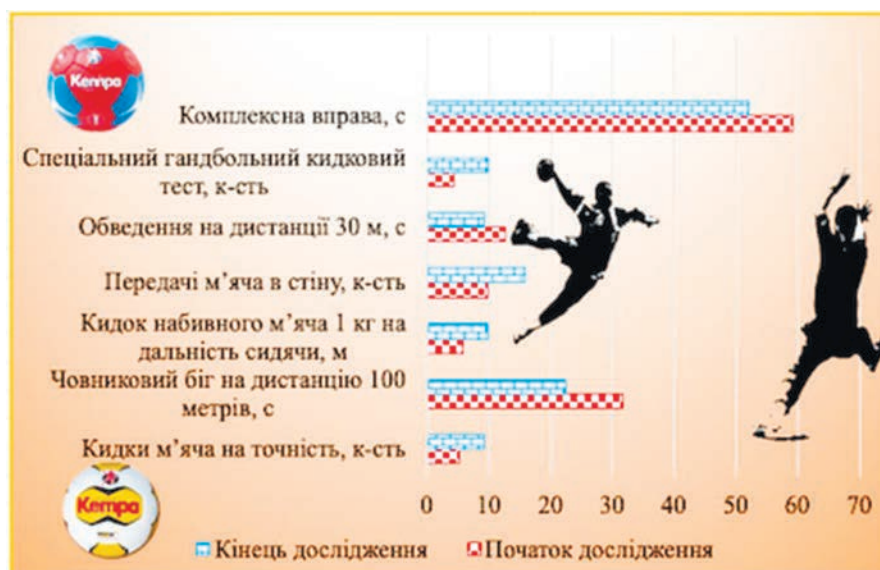 Kempa
Комплексна вправа, с
Спеціальний гандбольний кидковий
тест, к-сть
Обведення на дистанції 30 м, с
Передачі м’яча в стіну, к-сть
Кидок набивного м’яча 1 кг на
дальність сидячи, м
Човниковий біг на дистанцію 100
метрів, с
Кидки м’яча на точність, к-сть
0 10 20 30 40 50 60 70
Kempa
Кінець дослідження Початок дослідження